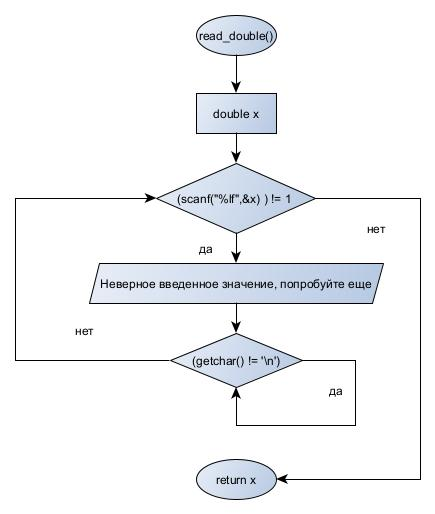 read_double()
double x
(scanf("%lf",&x) ) != 1
нет
да
Неверное введенное значение, попробуйте еще
нет
(getchar() != '\n')
да
return x